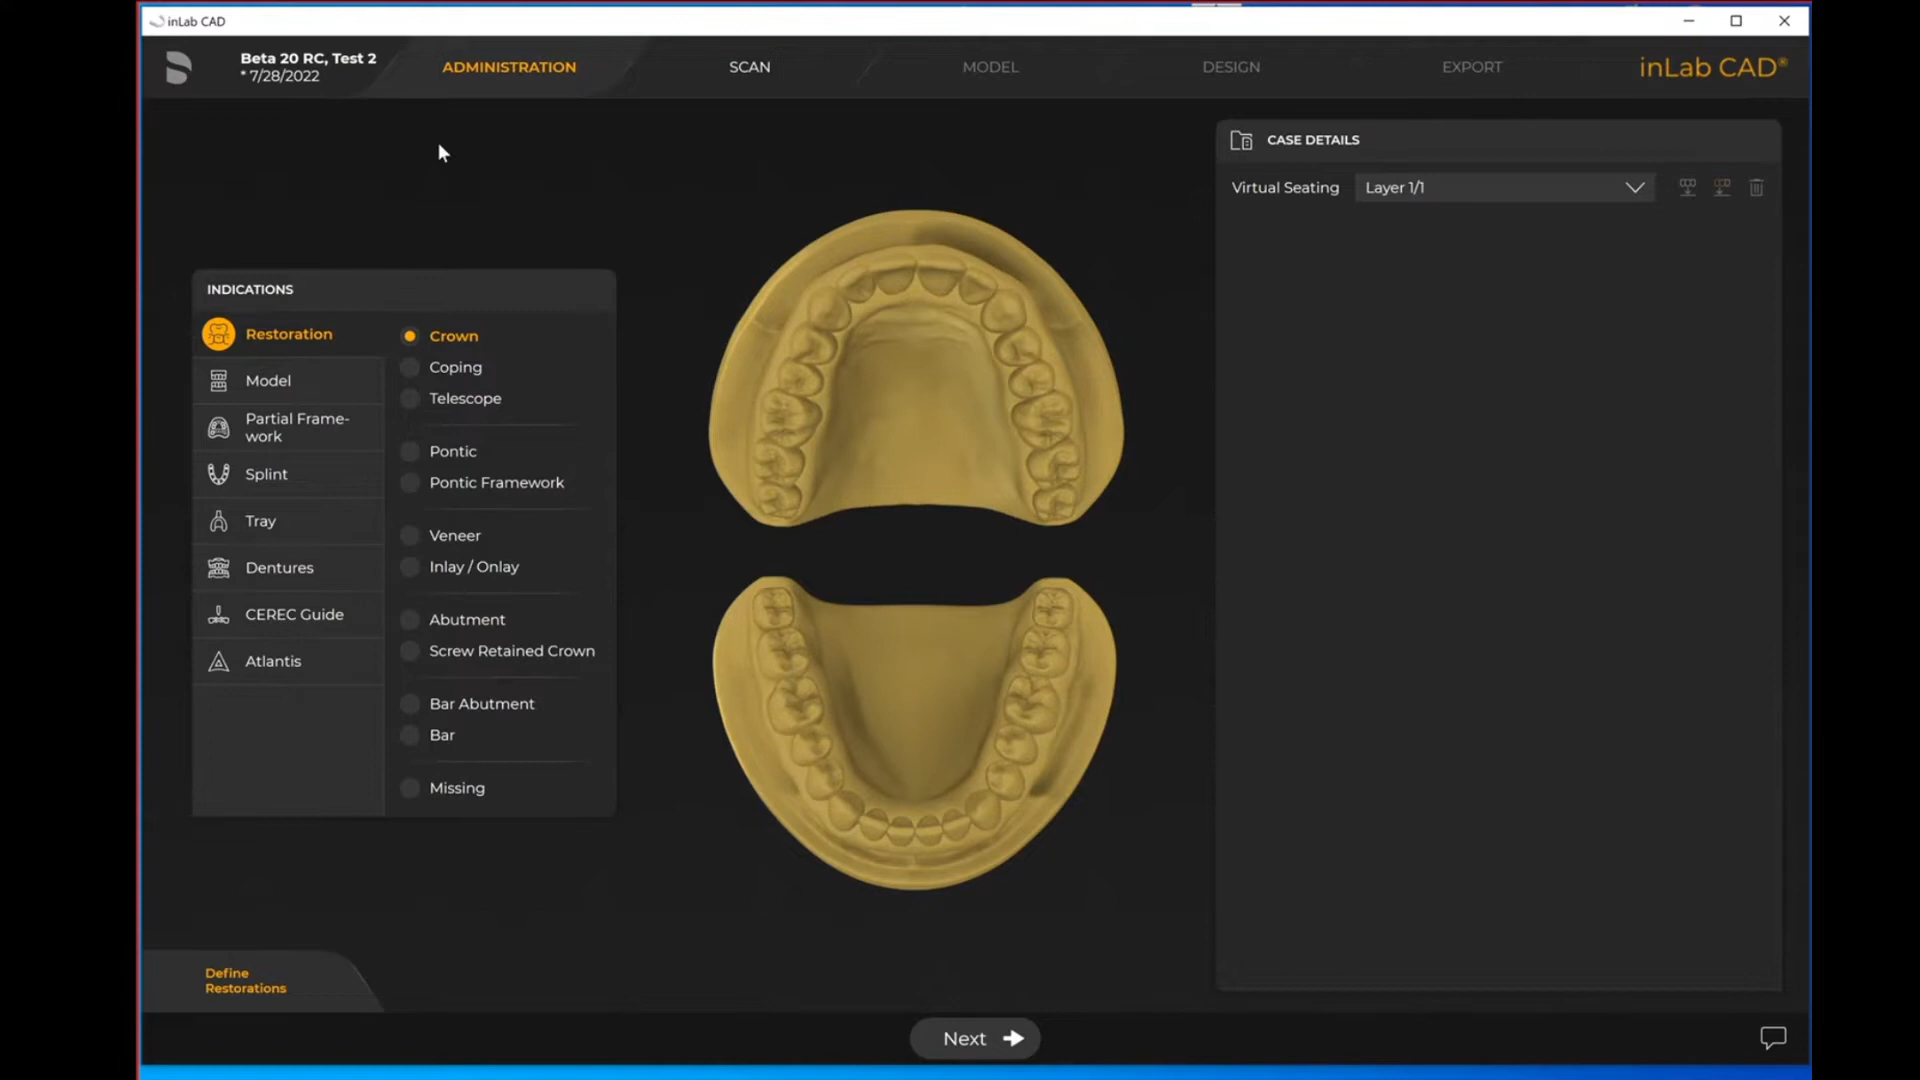 inLab CAD
Beta 20 RC, Test 2
* 7/28/2022
ADMINISTRATION
SCAN
MODEL
DESIGN
EXPORT
inLab CAD®
CASE DETAILS
Virtual Seating
Layer 1/1
INDICATIONS
Restoration
Model
Partial Frame-
work
Splint
Tray
Dentures
CEREC Guide
Atlantis
Crown
Coping
Telescope
Pontic
Pontic Framework
Veneer
Inlay / Onlay
Abutment
Screw Retained Crown
Bar Abutment
Bar
Missing
Define
Restorations
Next